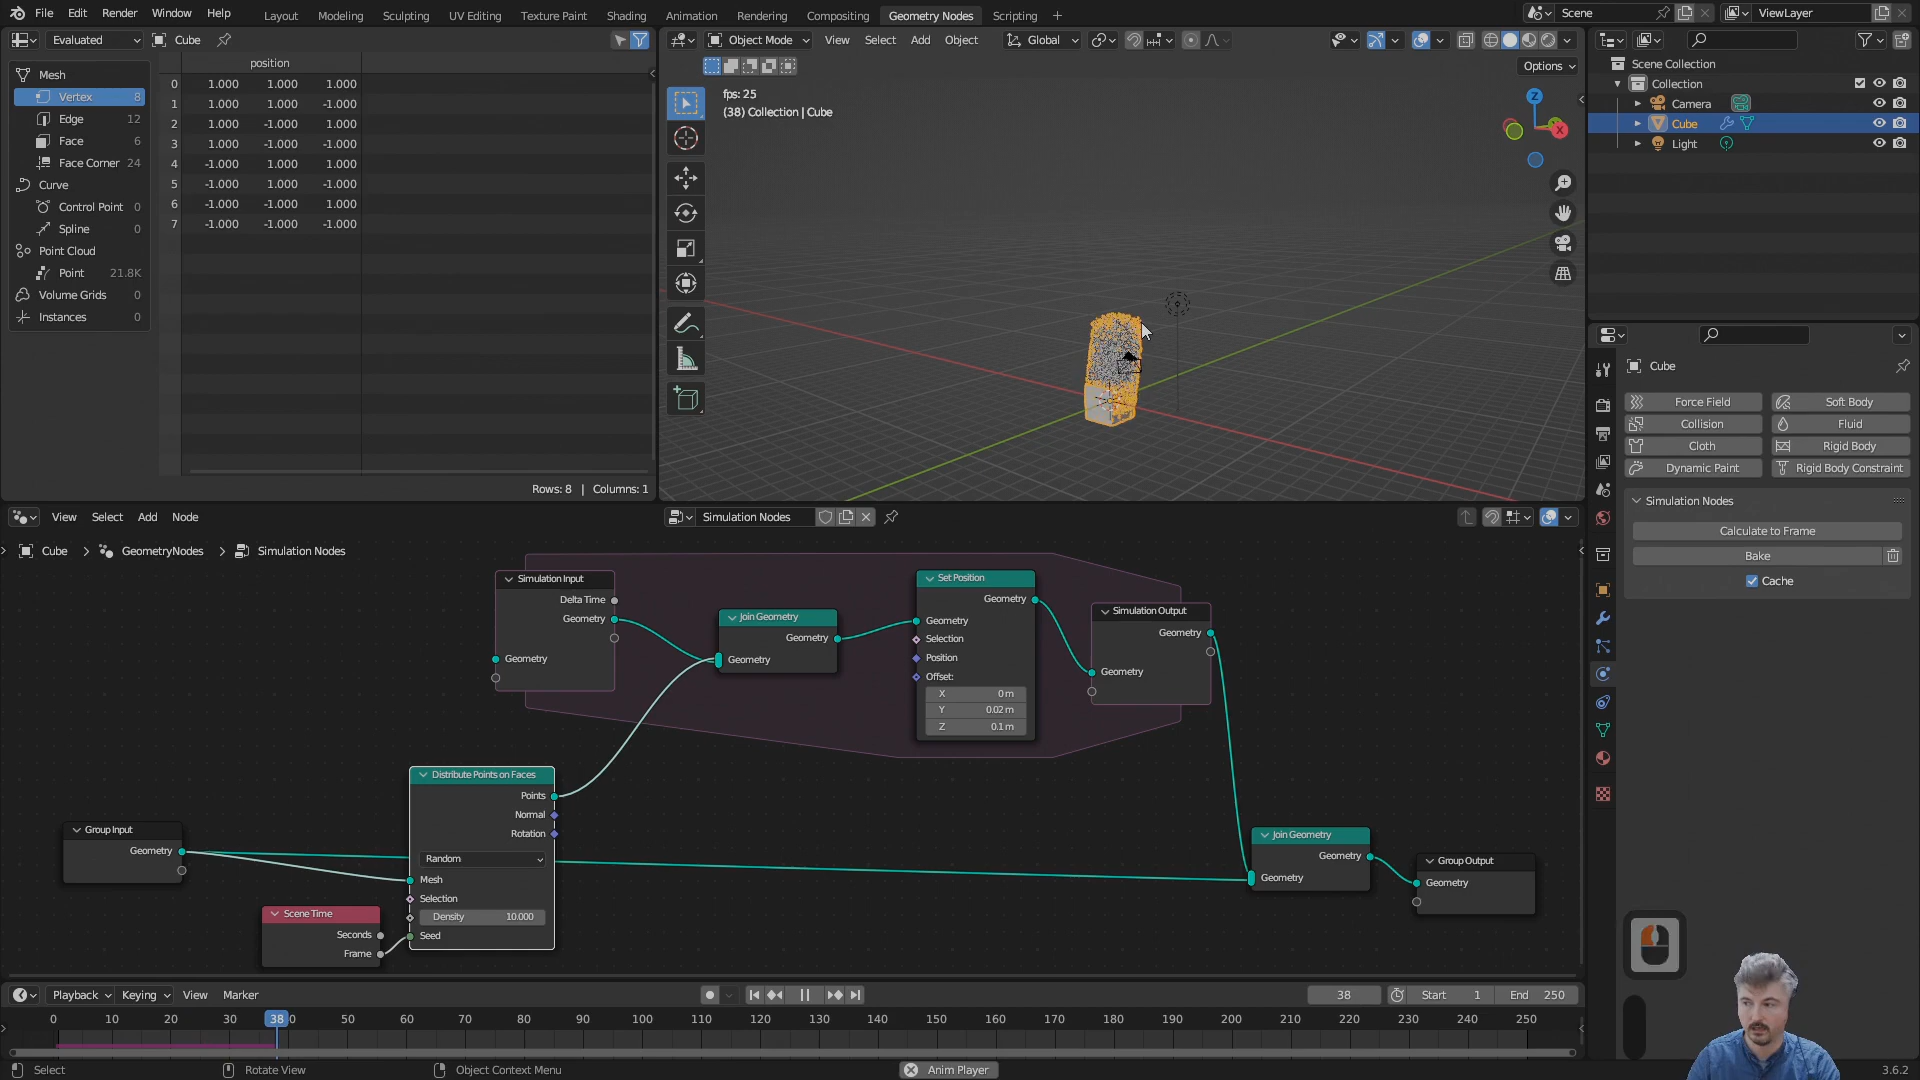 File Edit Render Window Help
Layout Modeling Sculpting UV Editing Texture Paint Shading Animation Rendering Compositing Geometry Nodes Scripting +
Scene ViewLayer
Evaluated Cube
Object Mode View Select Add Object Global
Options
position
0 1.000 1.000 1.000
1 1.000 1.000 -1.000
2 1.000 -1.000 1.000
3 1.000 -1.000 -1.000
4 -1.000 1.000 1.000
5 -1.000 1.000 -1.000
6 -1.000 -1.000 1.000
7 -1.000 -1.000 -1.000
Mesh
Vertex 8
Edge 12
Face 6
Face Corner 24
Curve
Control Point 0
Spline 0
Point Cloud
Point 21.8K
Volume Grids 0
Instances 0
Rows: 8 | Columns: 1
fps: 25
(38) Collection | Cube
Z
X
Scene Collection
Collection
Camera
Cube
Light
Cube
Force Field Soft Body
Collision Fluid
Cloth Rigid Body
Dynamic Paint Rigid Body Constraint
Simulation Nodes
Calculate to Frame
Bake
Cache
View Select Add Node
Simulation Nodes
Cube > GeometryNodes > Simulation Nodes
Simulation Input
Delta Time
Geometry
Geometry
Join Geometry
Geometry
Geometry
Set Position
Geometry
Geometry
Selection
Position
Offset:
X 0 m
Y 0.02 m
Z 0.1 m
Simulation Output
Geometry
Geometry
Group Input
Geometry
Scene Time
Seconds
Frame
Distribute Points on Faces
Points
Normal
Rotation
Random
Mesh
Selection
Density 10.000
Seed
Join Geometry
Geometry
Geometry
Group Output
Geometry
Playback Keying View Marker
38 Start 1 End 250
0 10 20 30 38 50 60 70 80 90 100 110 120 130 140 150 160 170 180 190 200 210 220 230 240 250
Select Rotate View Object Context Menu Anim Player 3.6.2